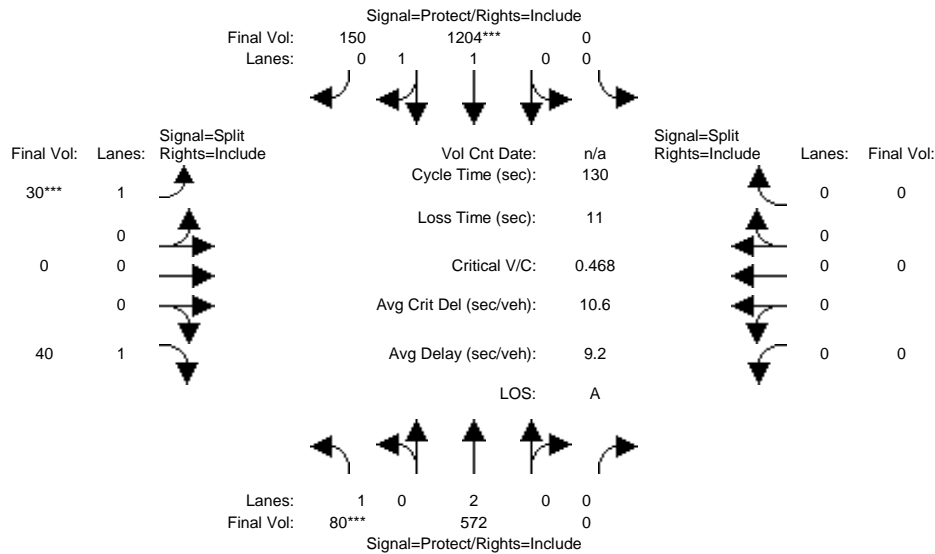 Signal=Protect/Rights=Include
Final Vol: 150 1204*** 0
Lanes: 0 1 1 0 0
Signal=Split Signal=Split
Final Vol: Lanes: Rights=Include Vol Cnt Date: n/a Rights=Include Lanes: Final Vol:
Cycle Time (sec): 130
30*** 1 0 0
Loss Time (sec): 11
0 0
0 0 Critical V/C: 0.468 0 0
0 Avg Crit Del (sec/veh): 10.6 0
40 1 Avg Delay (sec/veh): 9.2 0 0
LOS: A
Lanes: 1 0 2 0 0
Final Vol: 80*** 572 0
Signal=Protect/Rights=Include